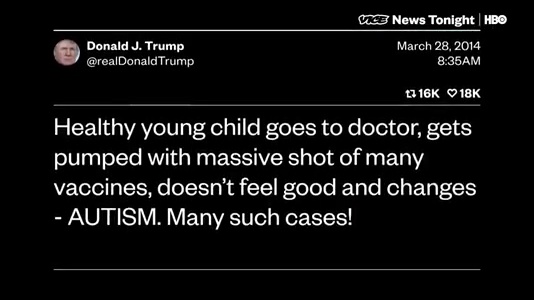 VICE News Tonight | HBO
Donald J. Trump
March 28, 2014
@realDonaldTrump
8:35AM
16K 18K
Healthy young child goes to doctor, gets
pumped with massive shot of many
vaccines, doesn't feel good and changes
- AUTISM. Many such cases!